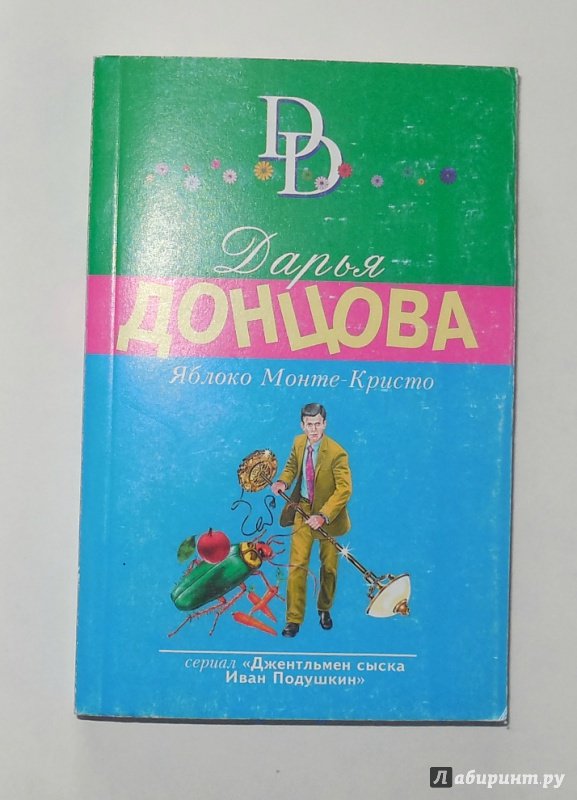 DD
Дарья
ДОНЦОВА
Яблоко Монте-Кристо
сериал «Джентльмен сыска
Иван Подушкин»
Лабиринт.ру